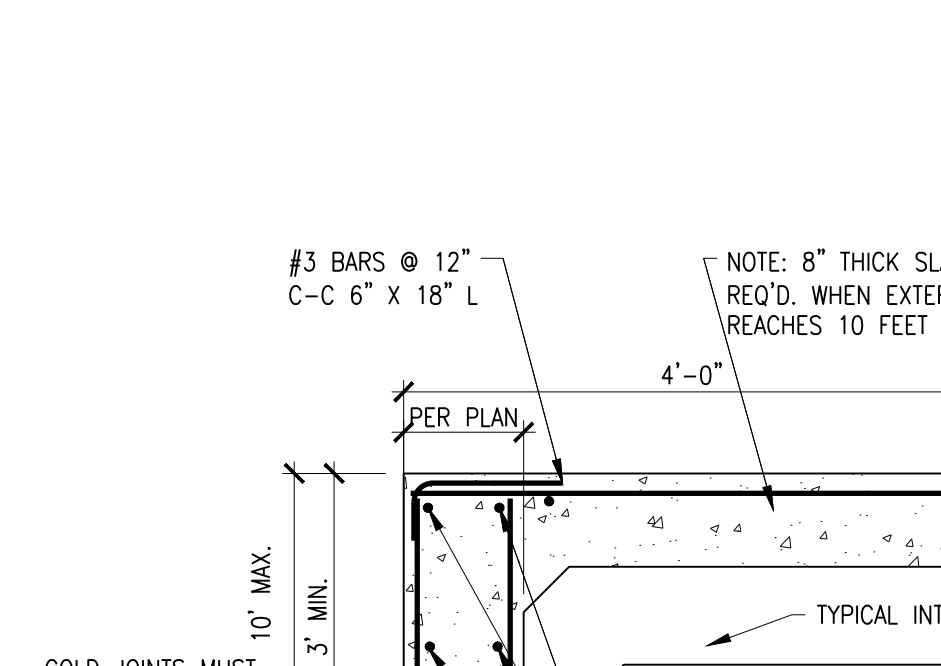 #3 BARS @ 12"
C-C 6" X 18" L
NOTE: 8" THICK
REQ'D. WHEN
REACHES 10 FEET
4'-0"
PER PLAN
10' MAX.
3' MIN.
TYPICAL
COLD JOINTS MUST